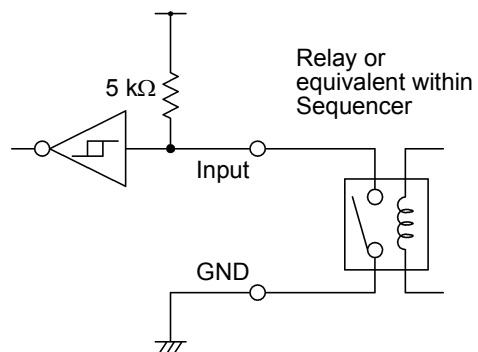 Relay or
equivalent within
Sequencer
5 kΩ
Input
GND